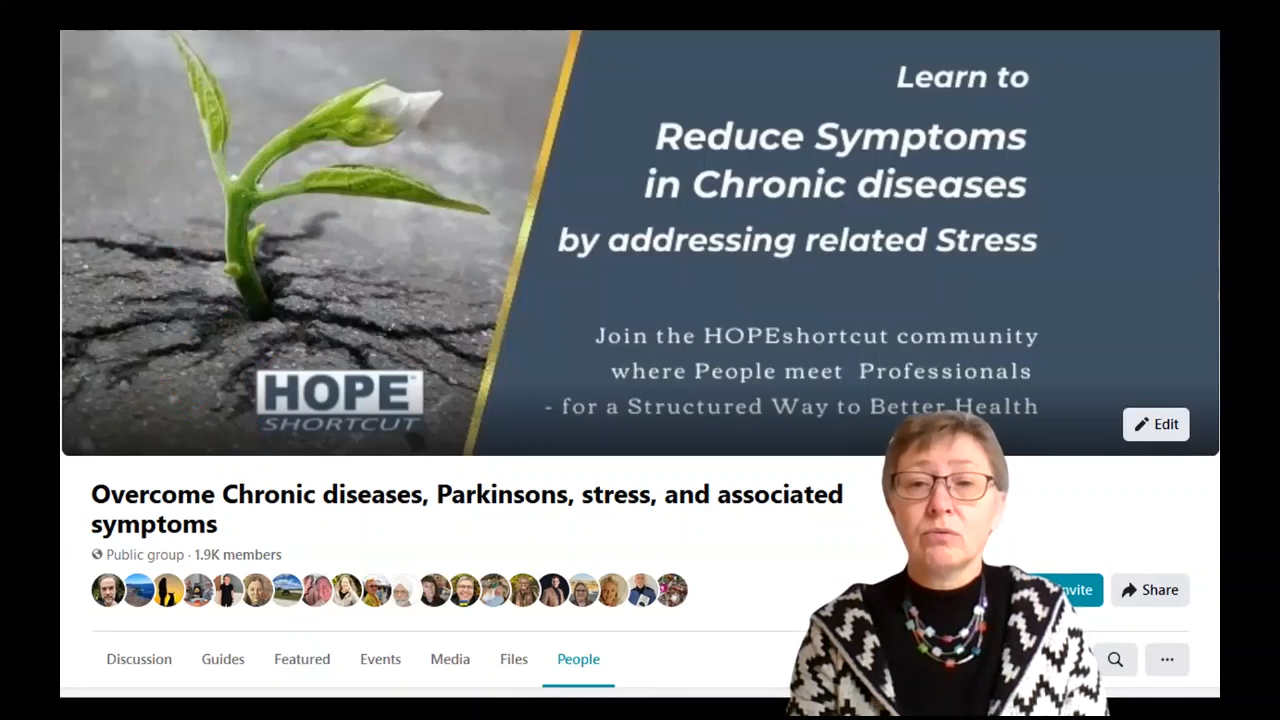 Learn to
Reduce Symptoms
in Chronic diseases
by addressing related Stress
Join the HOPEshortcut community
where People meet Professionals
- for a Structured Way to Better Health
HOPE™
SHORTCUT
Edit
Overcome Chronic diseases, Parkinsons, stress, and associated
symptoms
Public group · 1.9K members
nvite
Share
Discussion Guides Featured Events Media Files People